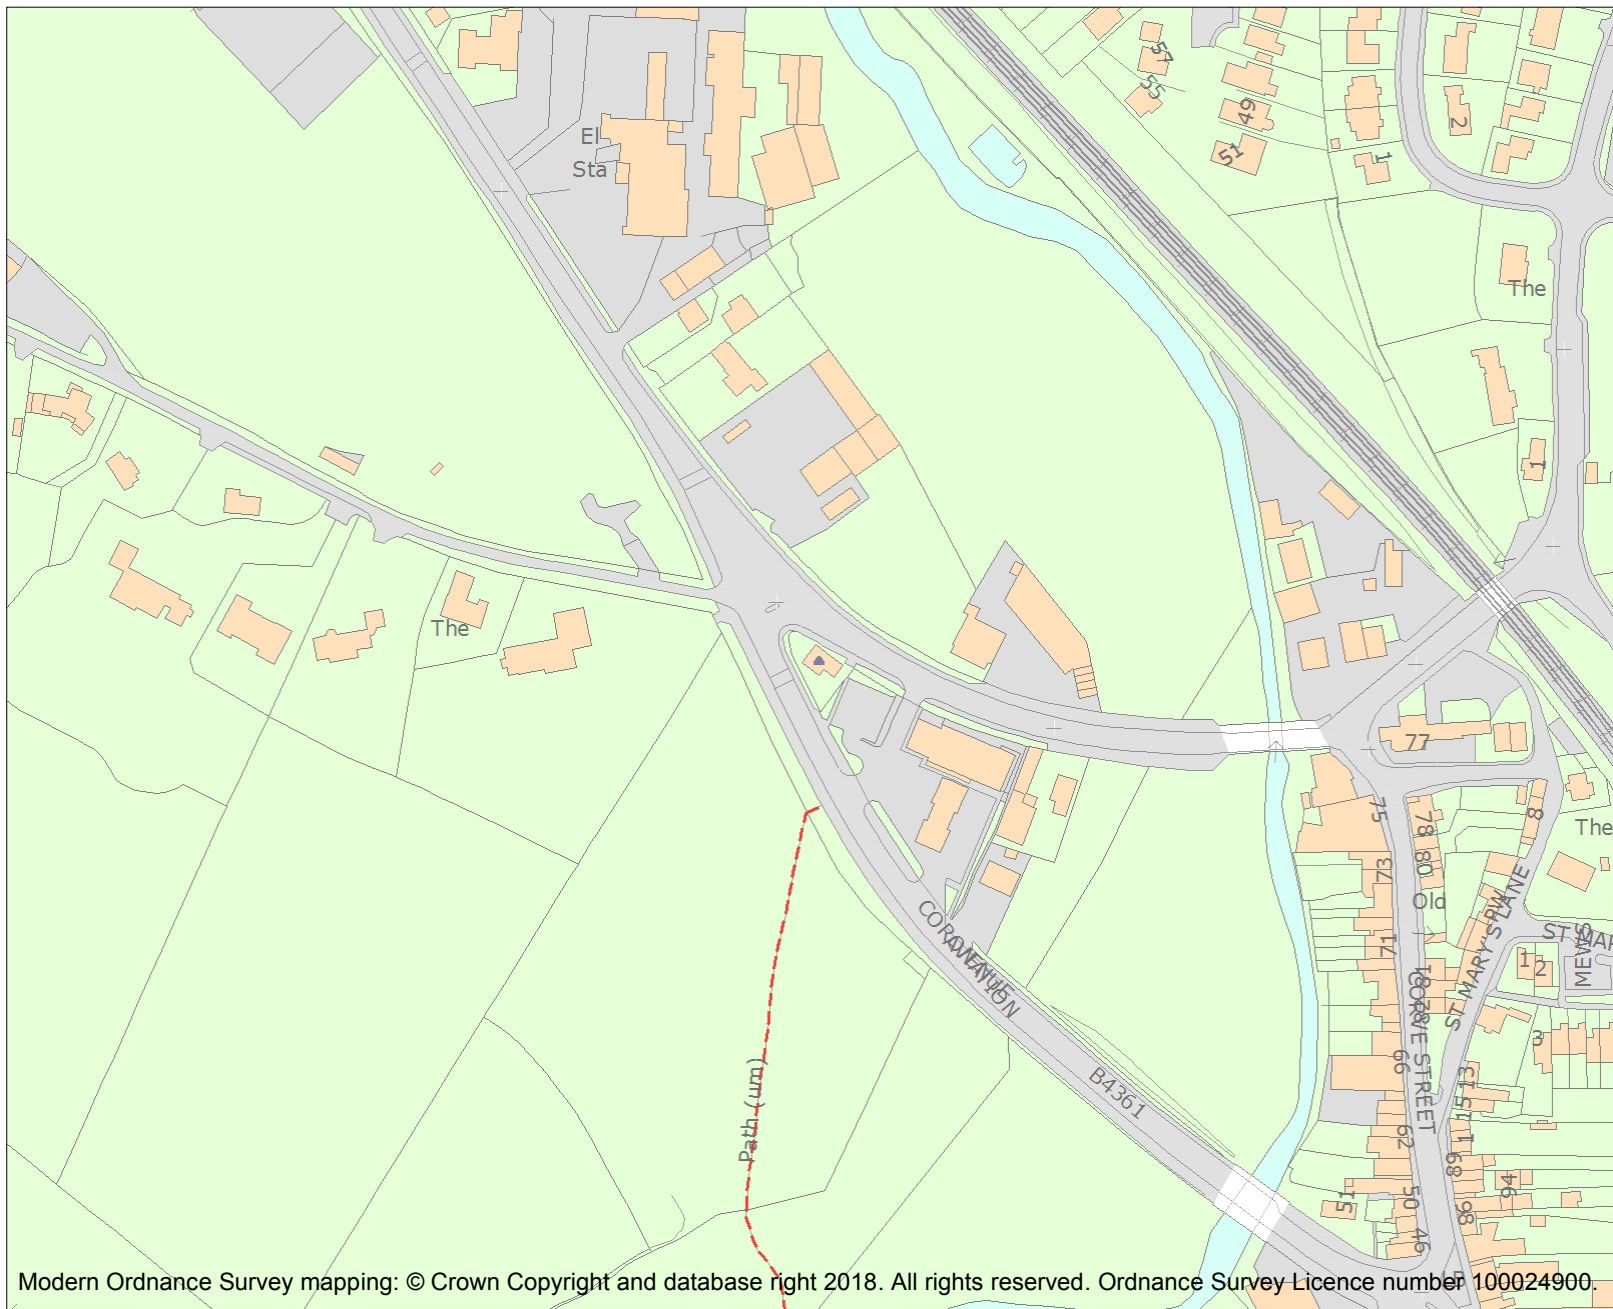 57
55
49
51
2
1
El
Sta
The
1
The
77
75
78
80
8
The
73
Old
ST MARY'S LANE
71
CORONATION
AVENUE
MEWS
1
2
CORVE STREET
3
66
B4361
13
15
Path (um)
62
1
89
94
51
50
98
46
Modern Ordnance Survey mapping: © Crown Copyright and database right 2018. All rights reserved. Ordnance Survey Licence number 100024900.